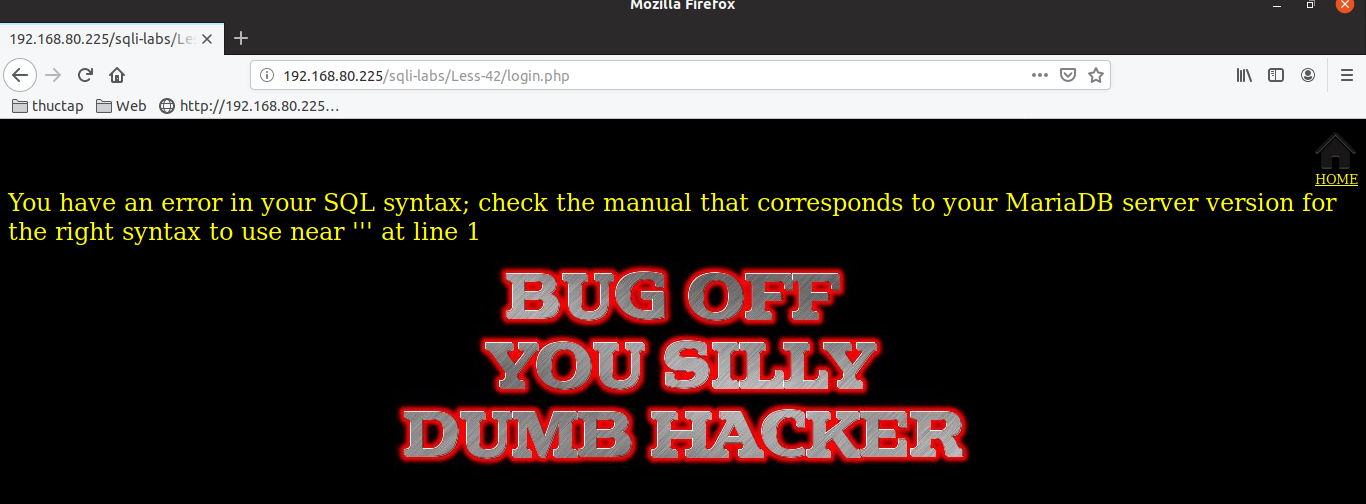 Mozilla Firefox
192.168.80.225/sqli-labs/Le
192.168.80.225/sqli-labs/Less-42/login.php
thuctap Web http://192.168.80.225…
HOME
You have an error in your SQL syntax; check the manual that corresponds to your MariaDB server version for
the right syntax to use near ''' at line 1
BUG OFF
YOU SILLY
DUMB HACKER